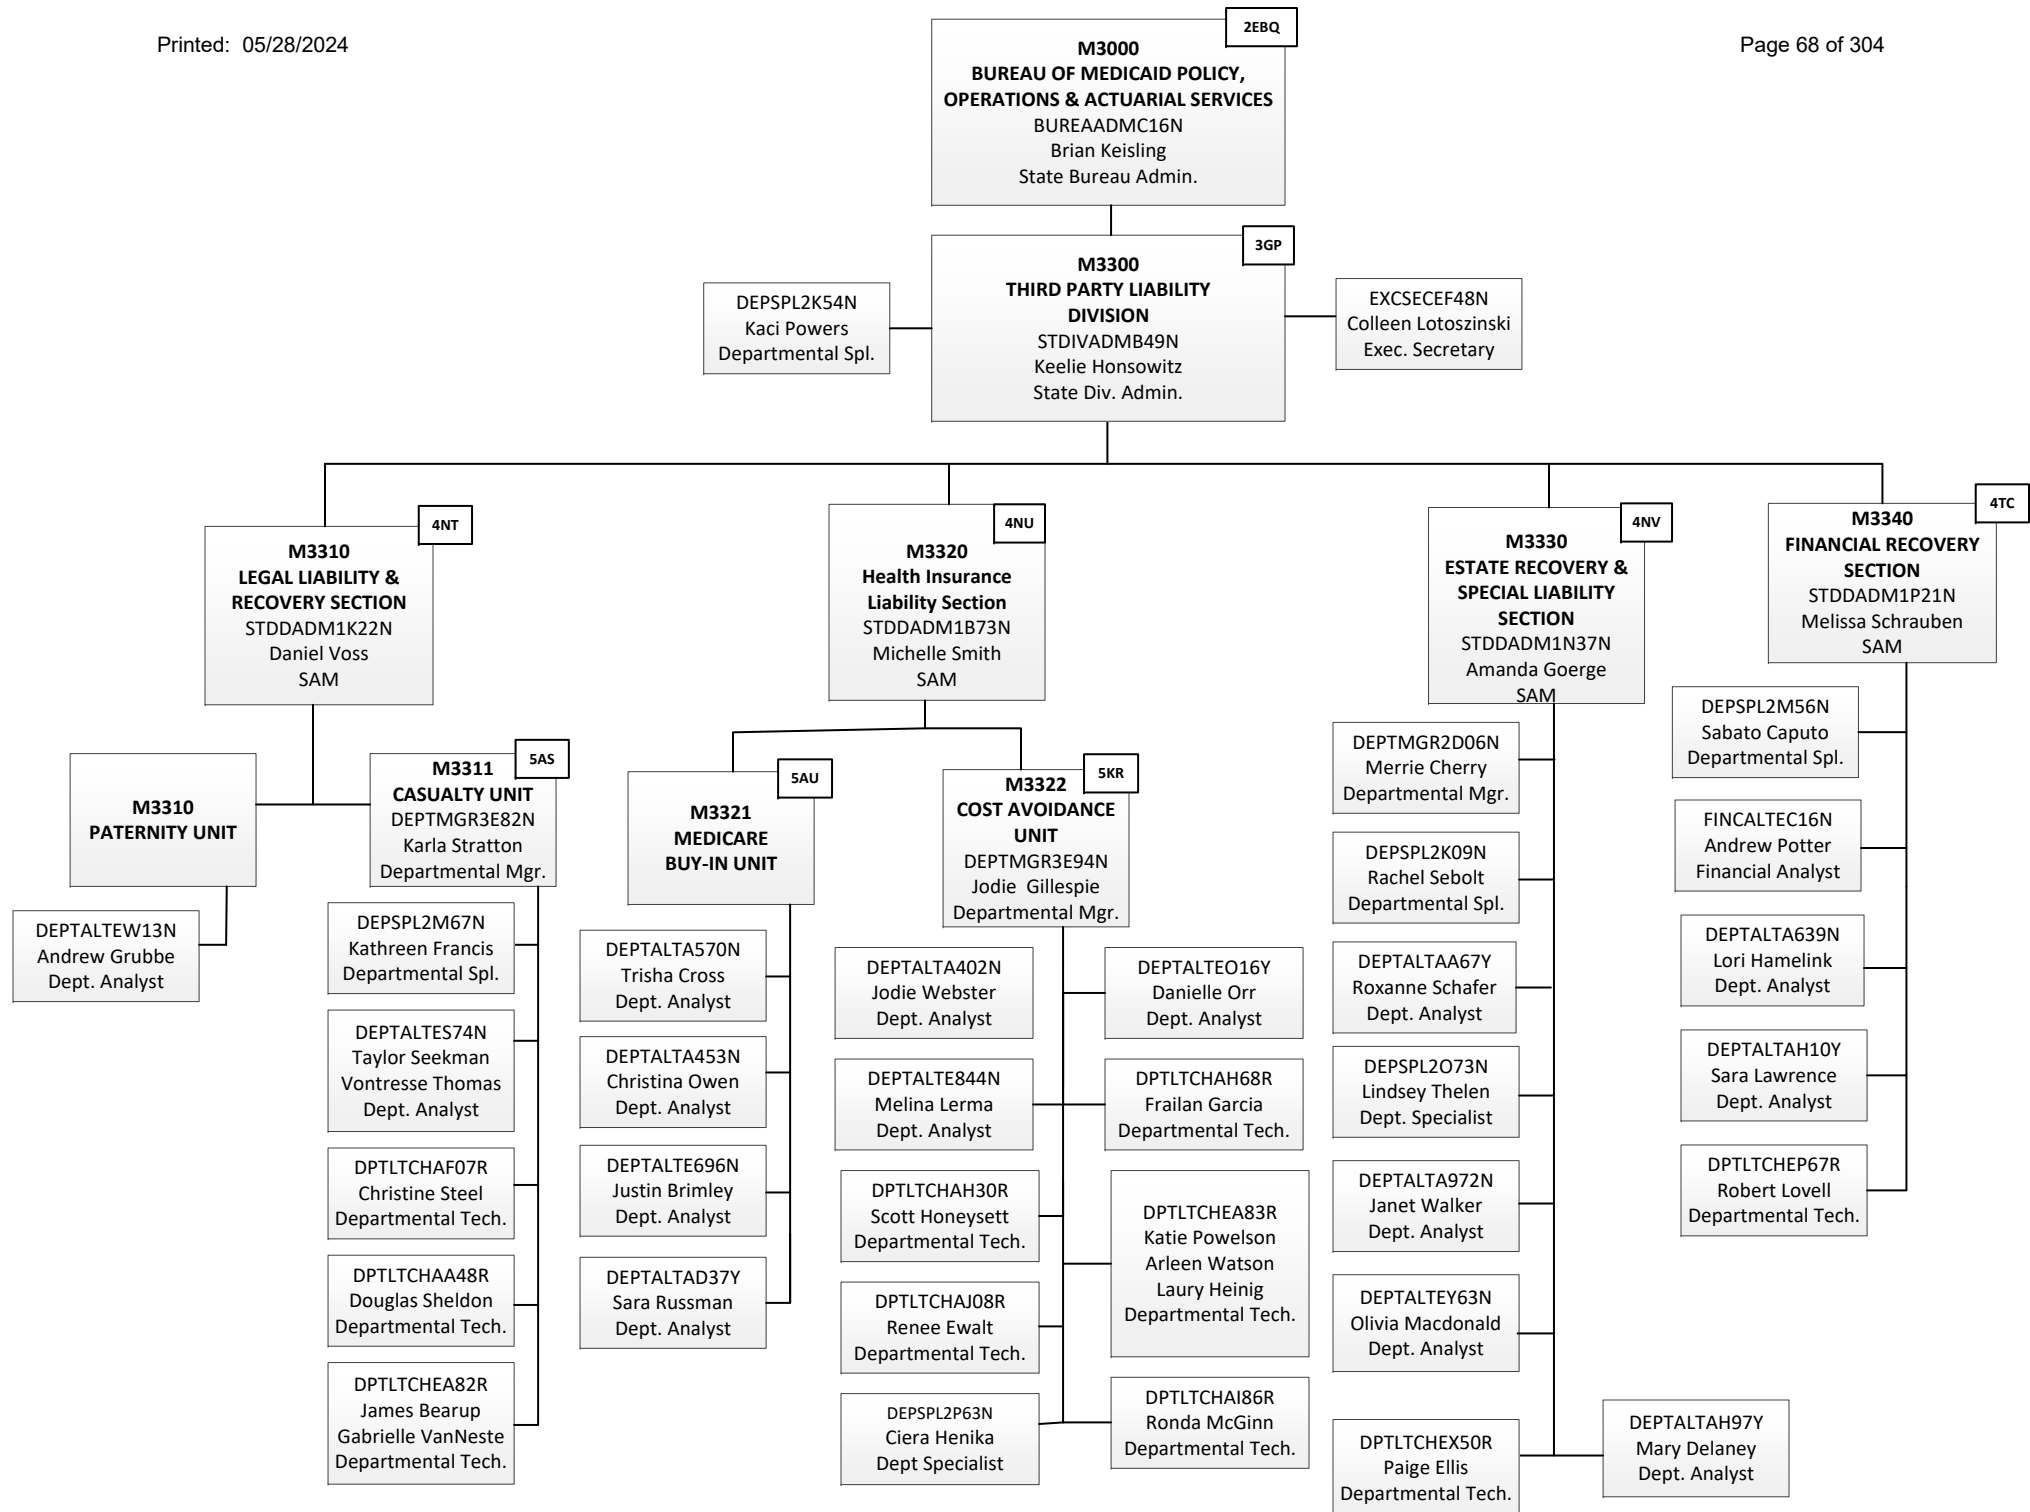 Printed: 05/28/2024
Page 68 of 304
2EBQ
M3000
BUREAU OF MEDICAID POLICY,
OPERATIONS & ACTUARIAL SERVICES
BUREAADMC16N
Brian Keisling
State Bureau Admin.
3GP
M3300
THIRD PARTY LIABILITY
DIVISION
STDIVADMB49N
Keelie Honsowitz
State Div. Admin.
DEPSPL2K54N
Kaci Powers
Departmental Spl.
EXCSECEF48N
Colleen Lotoszinski
Exec. Secretary
4NT
M3310
LEGAL LIABILITY &
RECOVERY SECTION
STDDADM1K22N
Daniel Voss
SAM
M3310
PATERNITY UNIT
DEPTALTEW13N
Andrew Grubbe
Dept. Analyst
5AS
M3311
CASUALTY UNIT
DEPTMGR3E82N
Karla Stratton
Departmental Mgr.
DEPSPL2M67N
Kathreen Francis
Departmental Spl.
DEPTALTES74N
Taylor Seekman
Vontresse Thomas
Dept. Analyst
DPTLTCHAF07R
Christine Steel
Departmental Tech.
DPTLTCHAA48R
Douglas Sheldon
Departmental Tech.
DPTLTCHEA82R
James Bearup
Gabrielle VanNeste
Departmental Tech.
4NU
M3320
Health Insurance
Liability Section
STDDADM1B73N
Michelle Smith
SAM
5AU
M3321
MEDICARE
BUY-IN UNIT
DEPTALTA570N
Trisha Cross
Dept. Analyst
DEPTALTA453N
Christina Owen
Dept. Analyst
DEPTALTE696N
Justin Brimley
Dept. Analyst
DEPTALTAD37Y
Sara Russman
Dept. Analyst
5KR
M3322
COST AVOIDANCE
UNIT
DEPTMGR3E94N
Jodie  Gillespie
Departmental Mgr.
DEPTALTA402N
Jodie Webster
Dept. Analyst
DEPTALTEO16Y
Danielle Orr
Dept. Analyst
DEPTALTE844N
Melina Lerma
Dept. Analyst
DPTLTCHAH68R
Frailan Garcia
Departmental Tech.
DPTLTCHAH30R
Scott Honeysett
Departmental Tech.
DPTLTCHEA83R
Katie Powelson
Arleen Watson
Laury Heinig
Departmental Tech.
DPTLTCHAJ08R
Renee Ewalt
Departmental Tech.
DEPSPL2P63N
Ciera Henika
Dept Specialist
DPTLTCHAI86R
Ronda McGinn
Departmental Tech.
4NV
M3330
ESTATE RECOVERY &
SPECIAL LIABILITY
SECTION
STDDADM1N37N
Amanda Goerge
SAM
DEPTMGR2D06N
Merrie Cherry
Departmental Mgr.
DEPSPL2K09N
Rachel Sebolt
Departmental Spl.
DEPTALTAA67Y
Roxanne Schafer
Dept. Analyst
DEPSPL2O73N
Lindsey Thelen
Dept. Specialist
DEPTALTA972N
Janet Walker
Dept. Analyst
DEPTALTEY63N
Olivia Macdonald
Dept. Analyst
DPTLTCHEX50R
Paige Ellis
Departmental Tech.
DEPTALTAH97Y
Mary Delaney
Dept. Analyst
4TC
M3340
FINANCIAL RECOVERY
SECTION
STDDADM1P21N
Melissa Schrauben
SAM
DEPSPL2M56N
Sabato Caputo
Departmental Spl.
FINCALTEC16N
Andrew Potter
Financial Analyst
DEPTALTA639N
Lori Hamelink
Dept. Analyst
DEPTALTAH10Y
Sara Lawrence
Dept. Analyst
DPTLTCHEP67R
Robert Lovell
Departmental Tech.